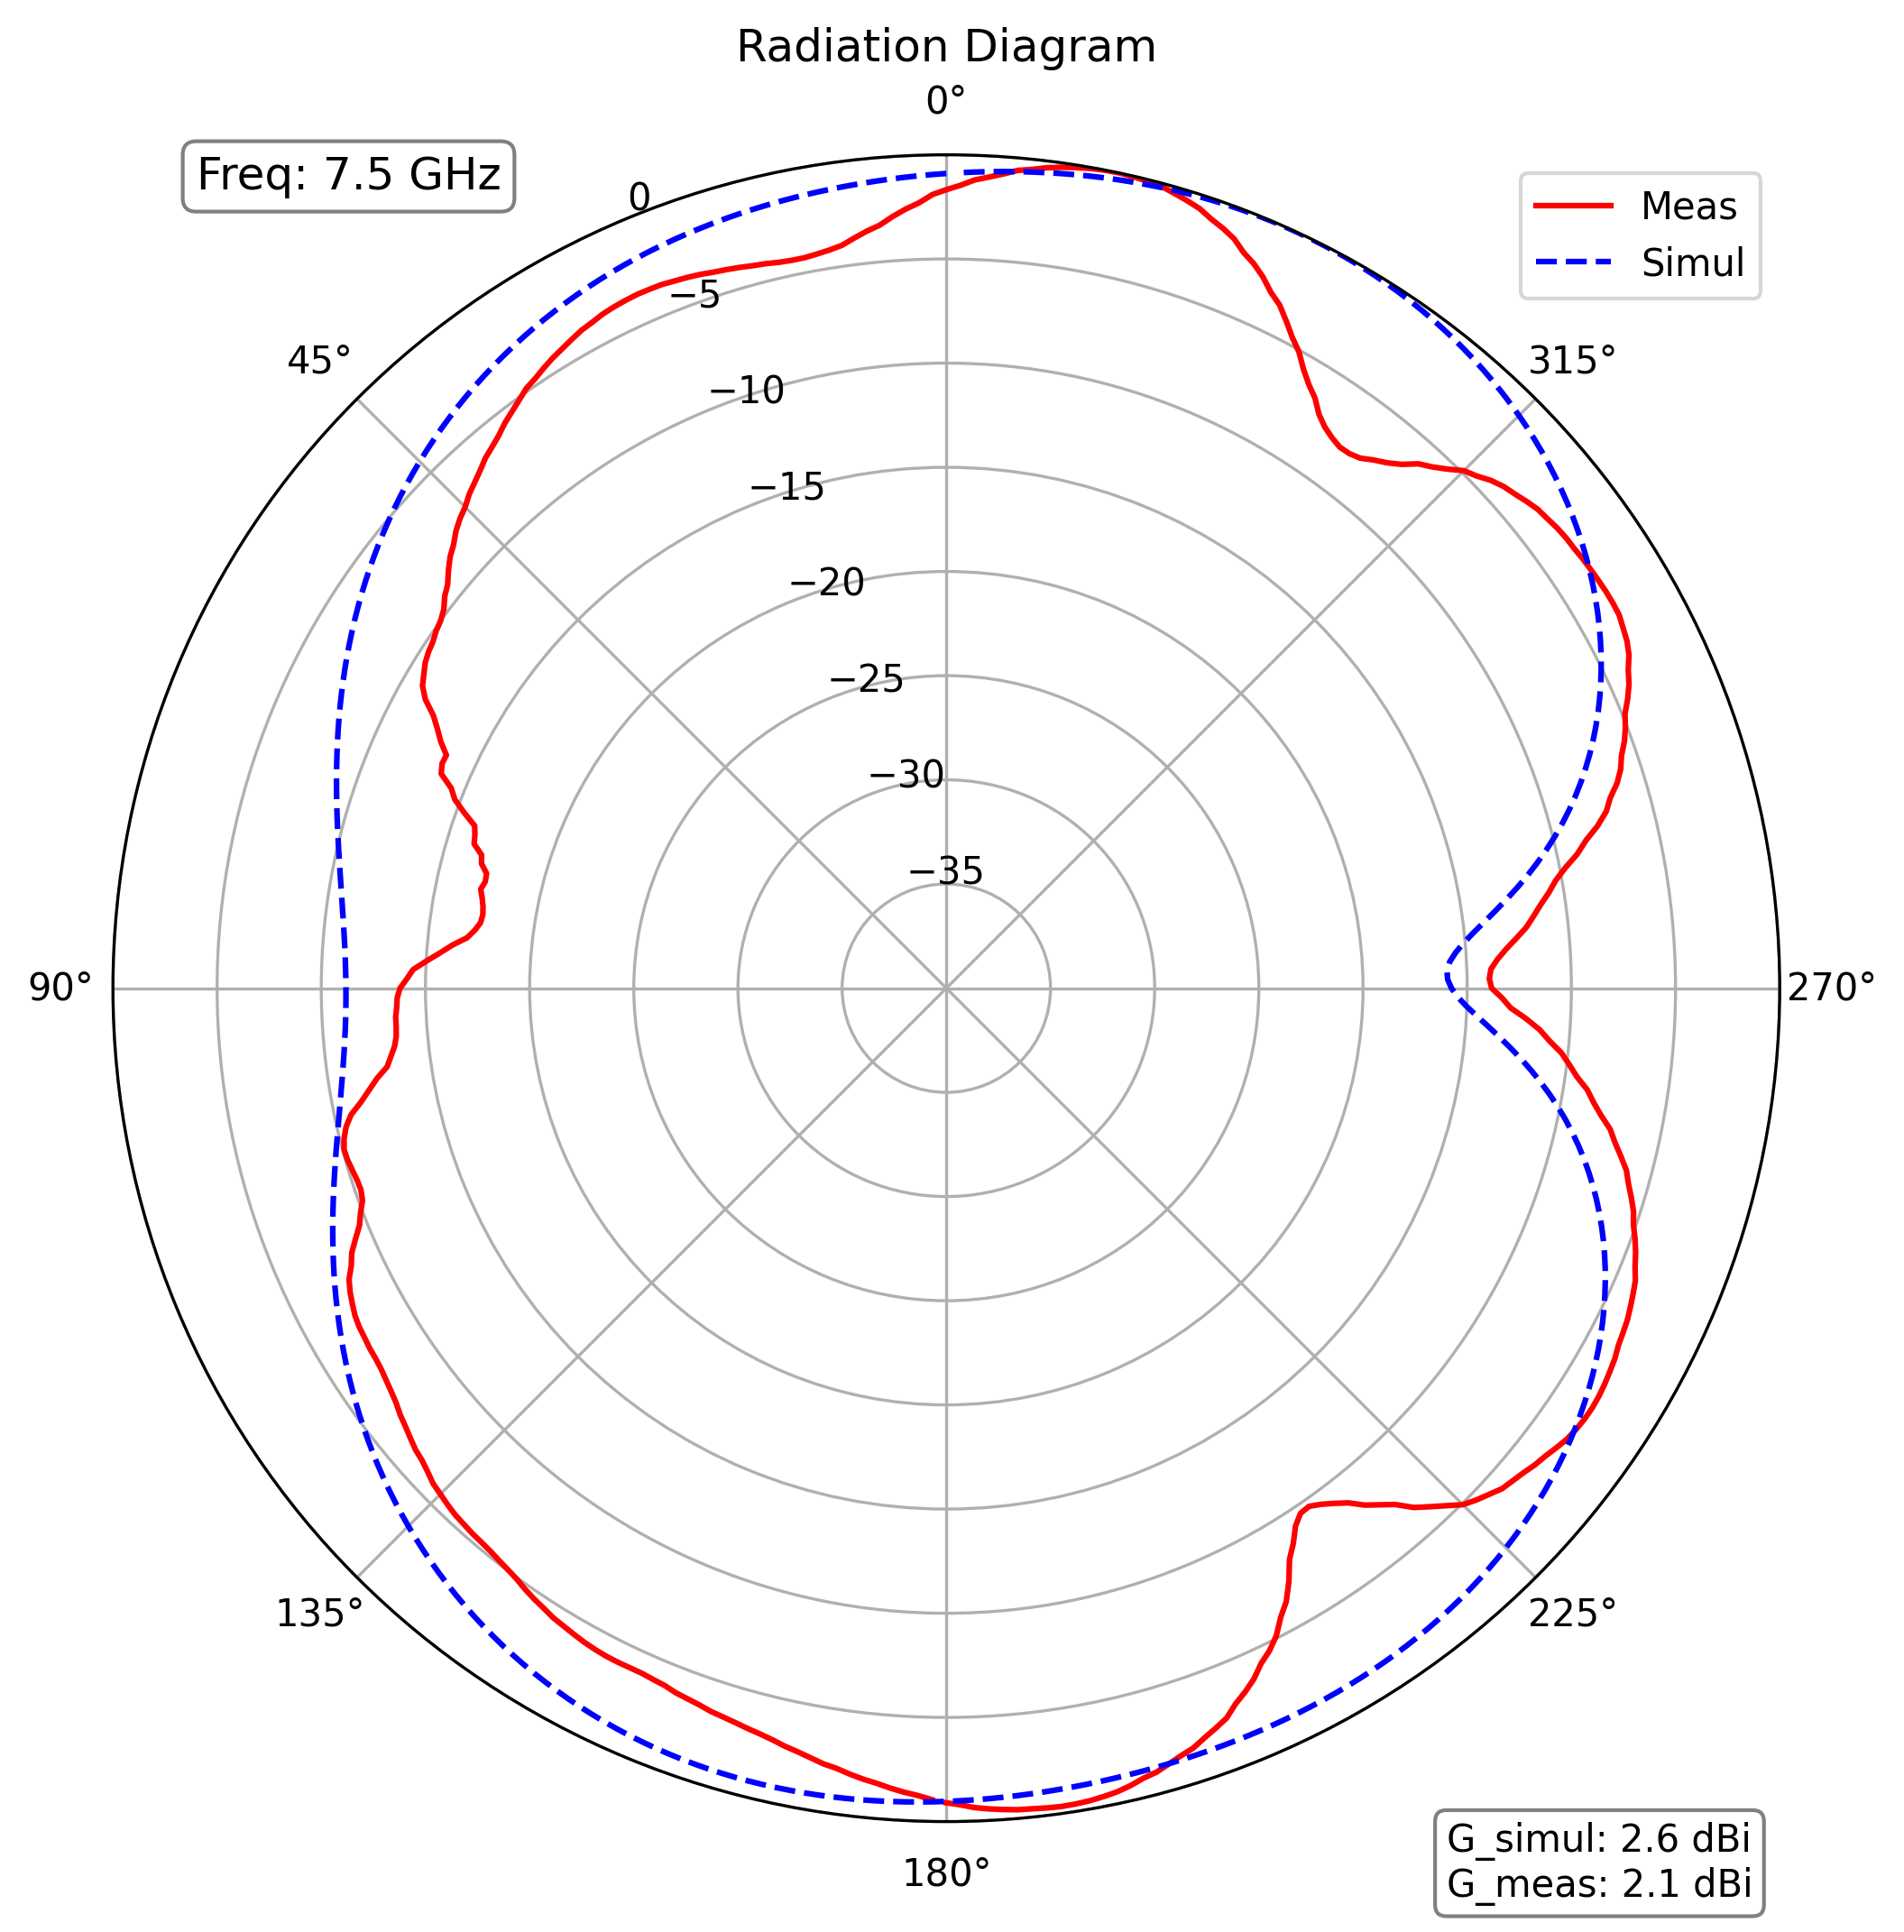 Radiation Diagram
0°
Freq: 7.5 GHz
Meas
Simul
0
−5
−10
−15
−20
−25
−30
−35
45°
315°
90°
270°
135°
225°
180°
G_simul: 2.6 dBi
G_meas: 2.1 dBi